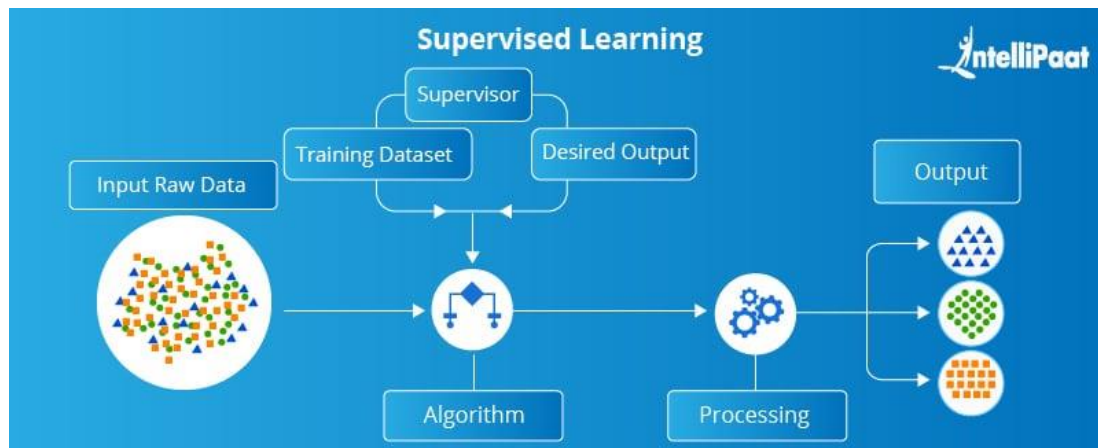 Supervised Learning
IntelliPaat
Supervisor
Training Dataset
Desired Output
Input Raw Data
Output
Algorithm
Processing